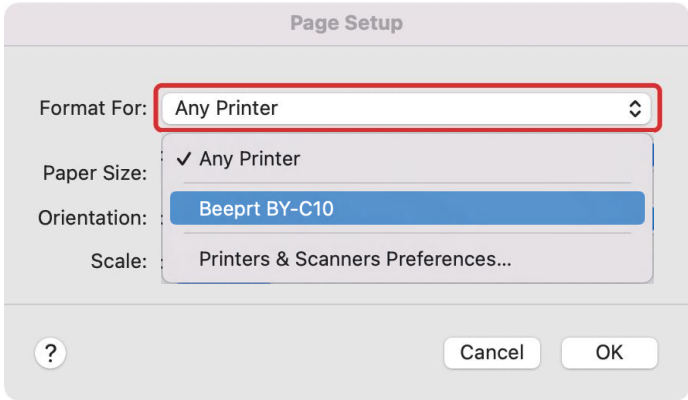 Page Setup
Format For: Any Printer
✓ Any Printer
Paper Size:
Beeprt BY-C10
Orientation:
Scale: Printers & Scanners Preferences...
? Cancel OK